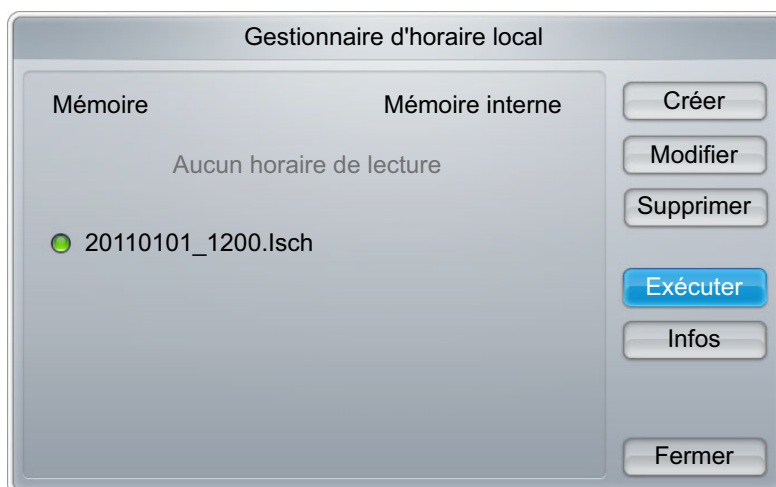 Gestionnaire d'horaire local
Mémoire Mémoire interne
Aucun horaire de lecture
20110101_1200.lsch
Créer
Modifier
Supprimer
Exécuter
Infos
Fermer